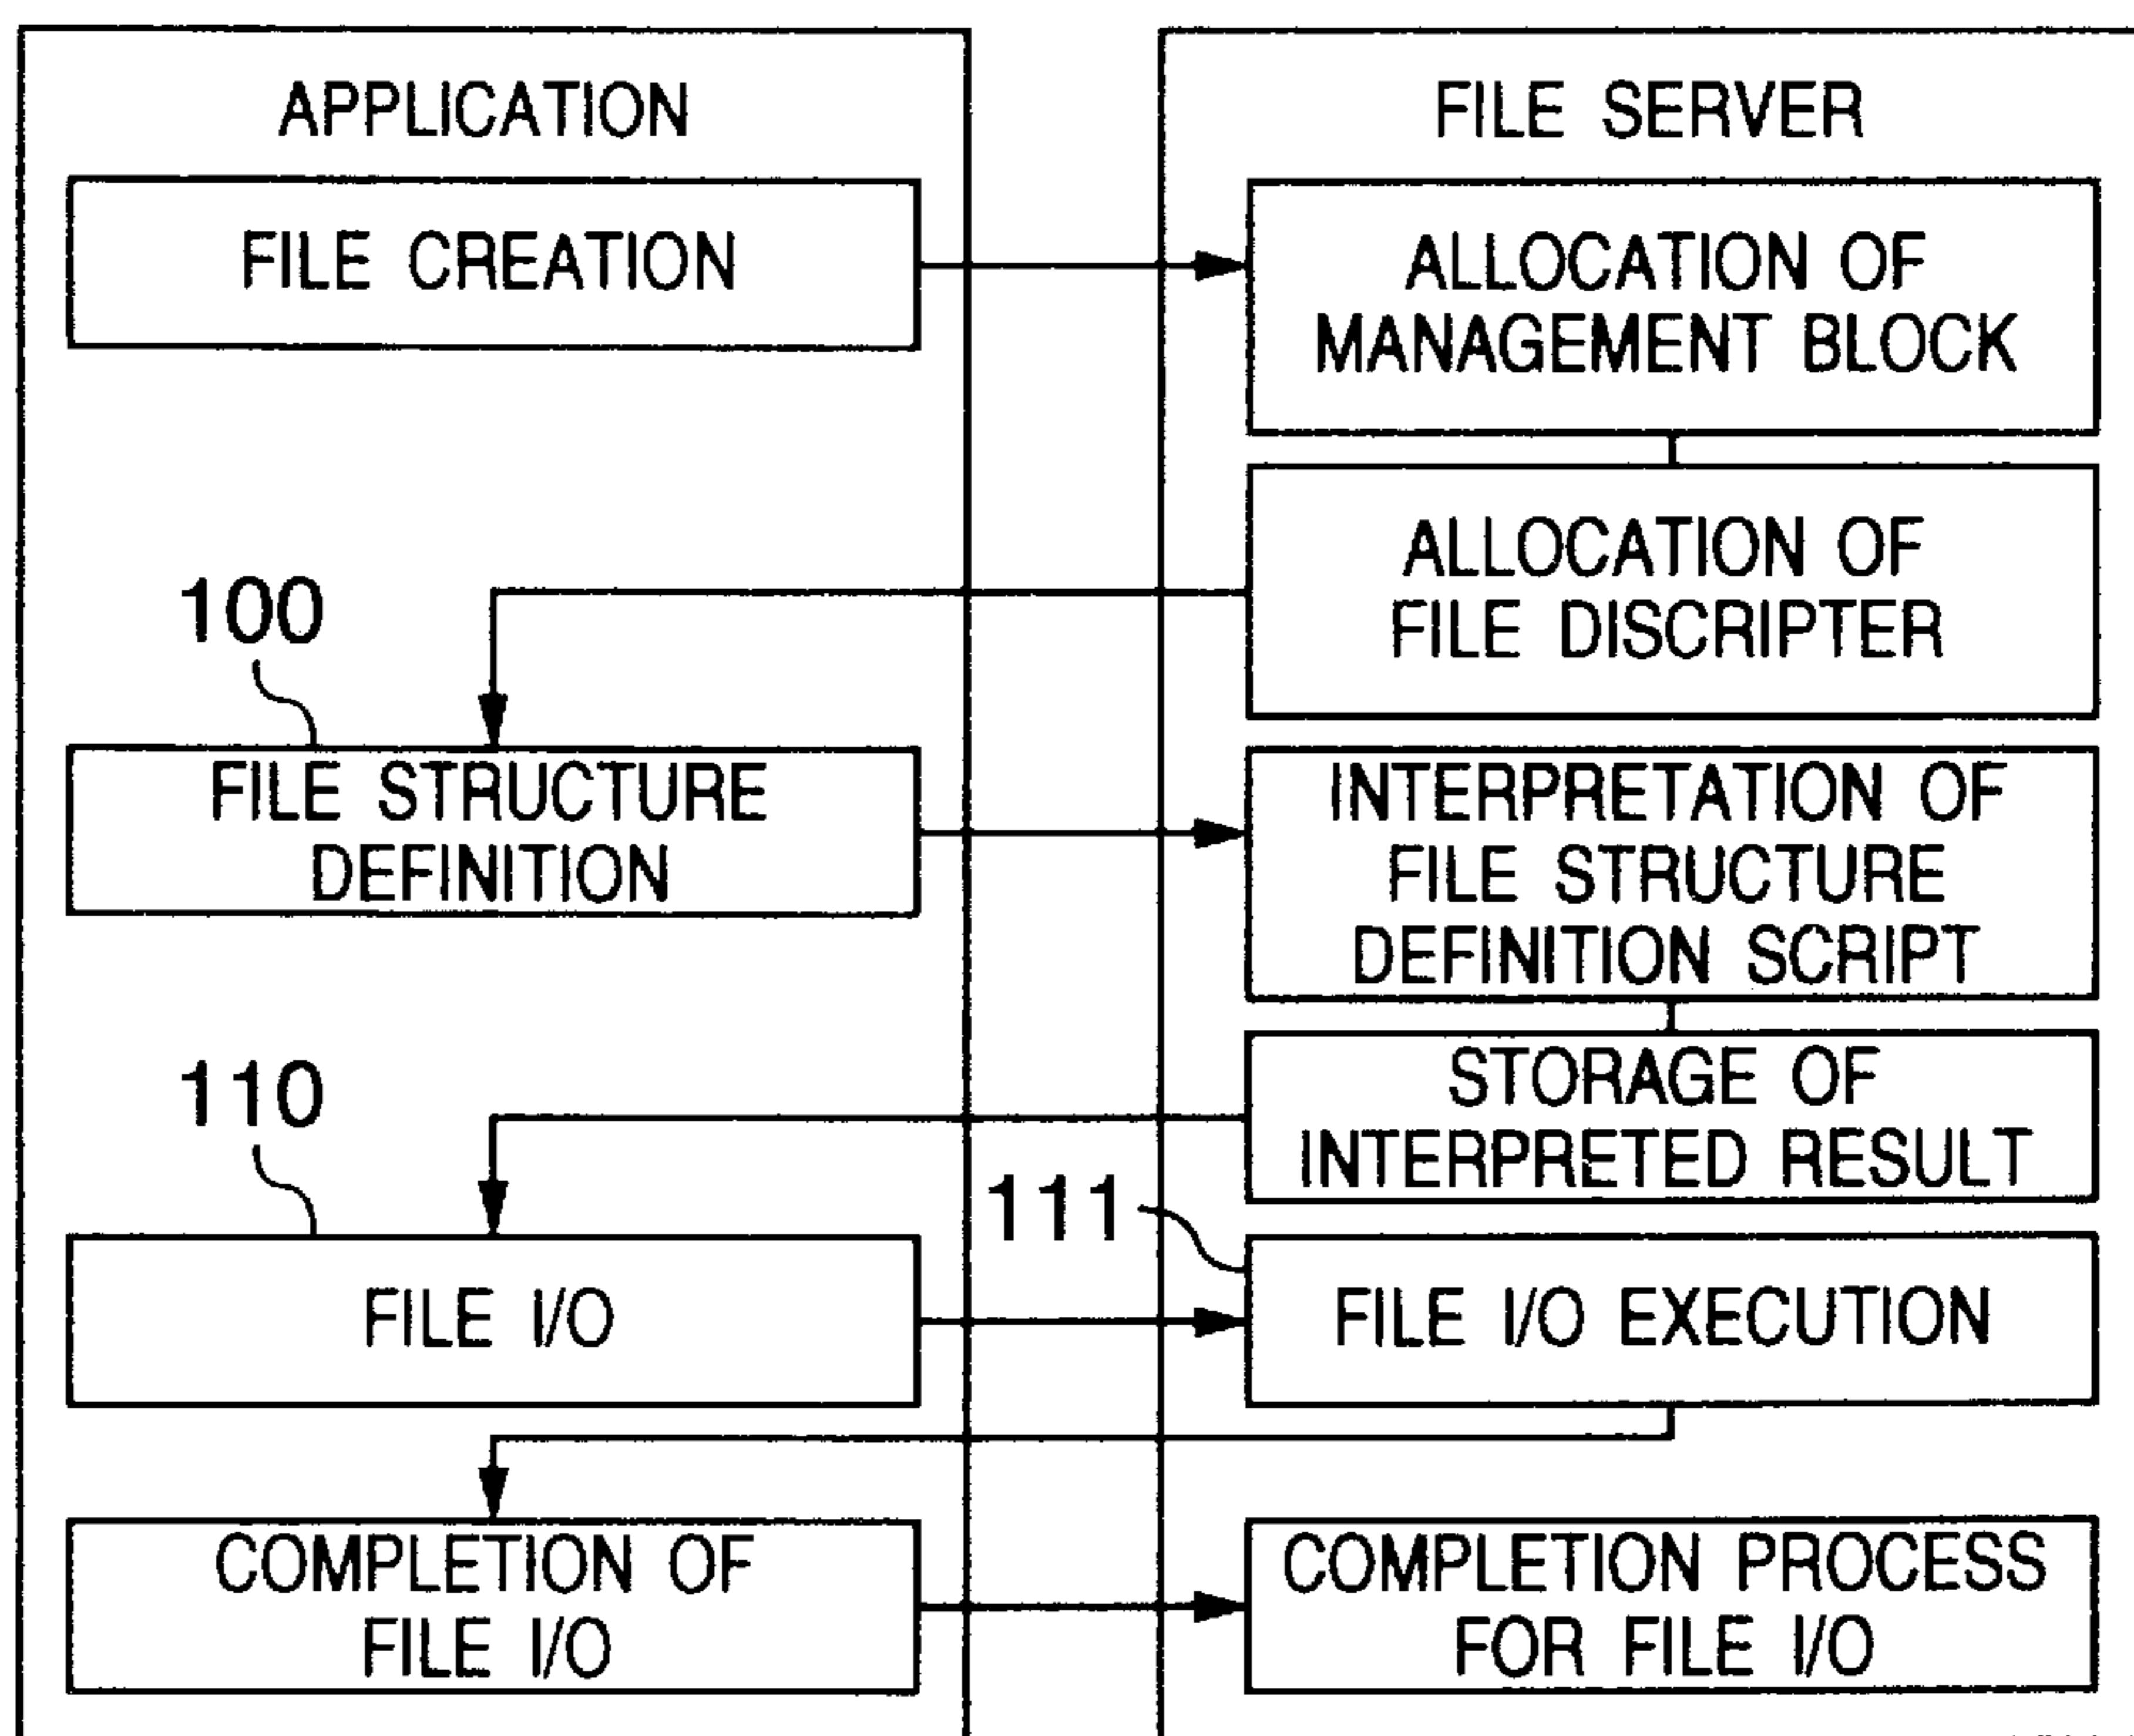 APPLICATION
FILE SERVER
FILE CREATION
ALLOCATION OF
MANAGEMENT BLOCK
ALLOCATION OF
FILE DISCRIPTER
100
FILE STRUCTURE
DEFINITION
INTERPRETATION OF
FILE STRUCTURE
DEFINITION SCRIPT
STORAGE OF
INTERPRETED RESULT
110
111
FILE I/O
FILE I/O EXECUTION
COMPLETION OF
FILE I/O
COMPLETION PROCESS
FOR FILE I/O